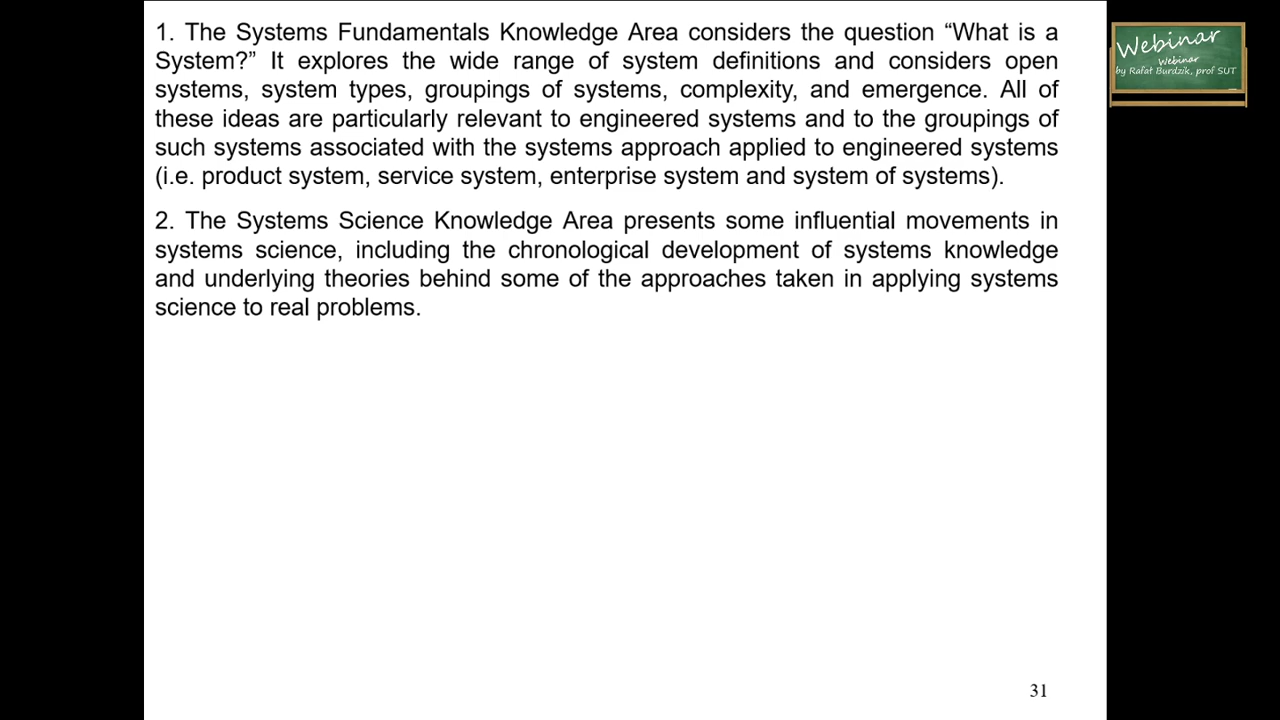 1. The Systems Fundamentals Knowledge Area considers the question “What is a
System?” It explores the wide range of system definitions and considers open
systems, system types, groupings of systems, complexity, and emergence. All of
these ideas are particularly relevant to engineered systems and to the groupings of
such systems associated with the systems approach applied to engineered systems
(i.e. product system, service system, enterprise system and system of systems).
2. The Systems Science Knowledge Area presents some influential movements in
systems science, including the chronological development of systems knowledge
and underlying theories behind some of the approaches taken in applying systems
science to real problems.
31
Webinar
Webinar
by Rafał Burdzik, prof SUT